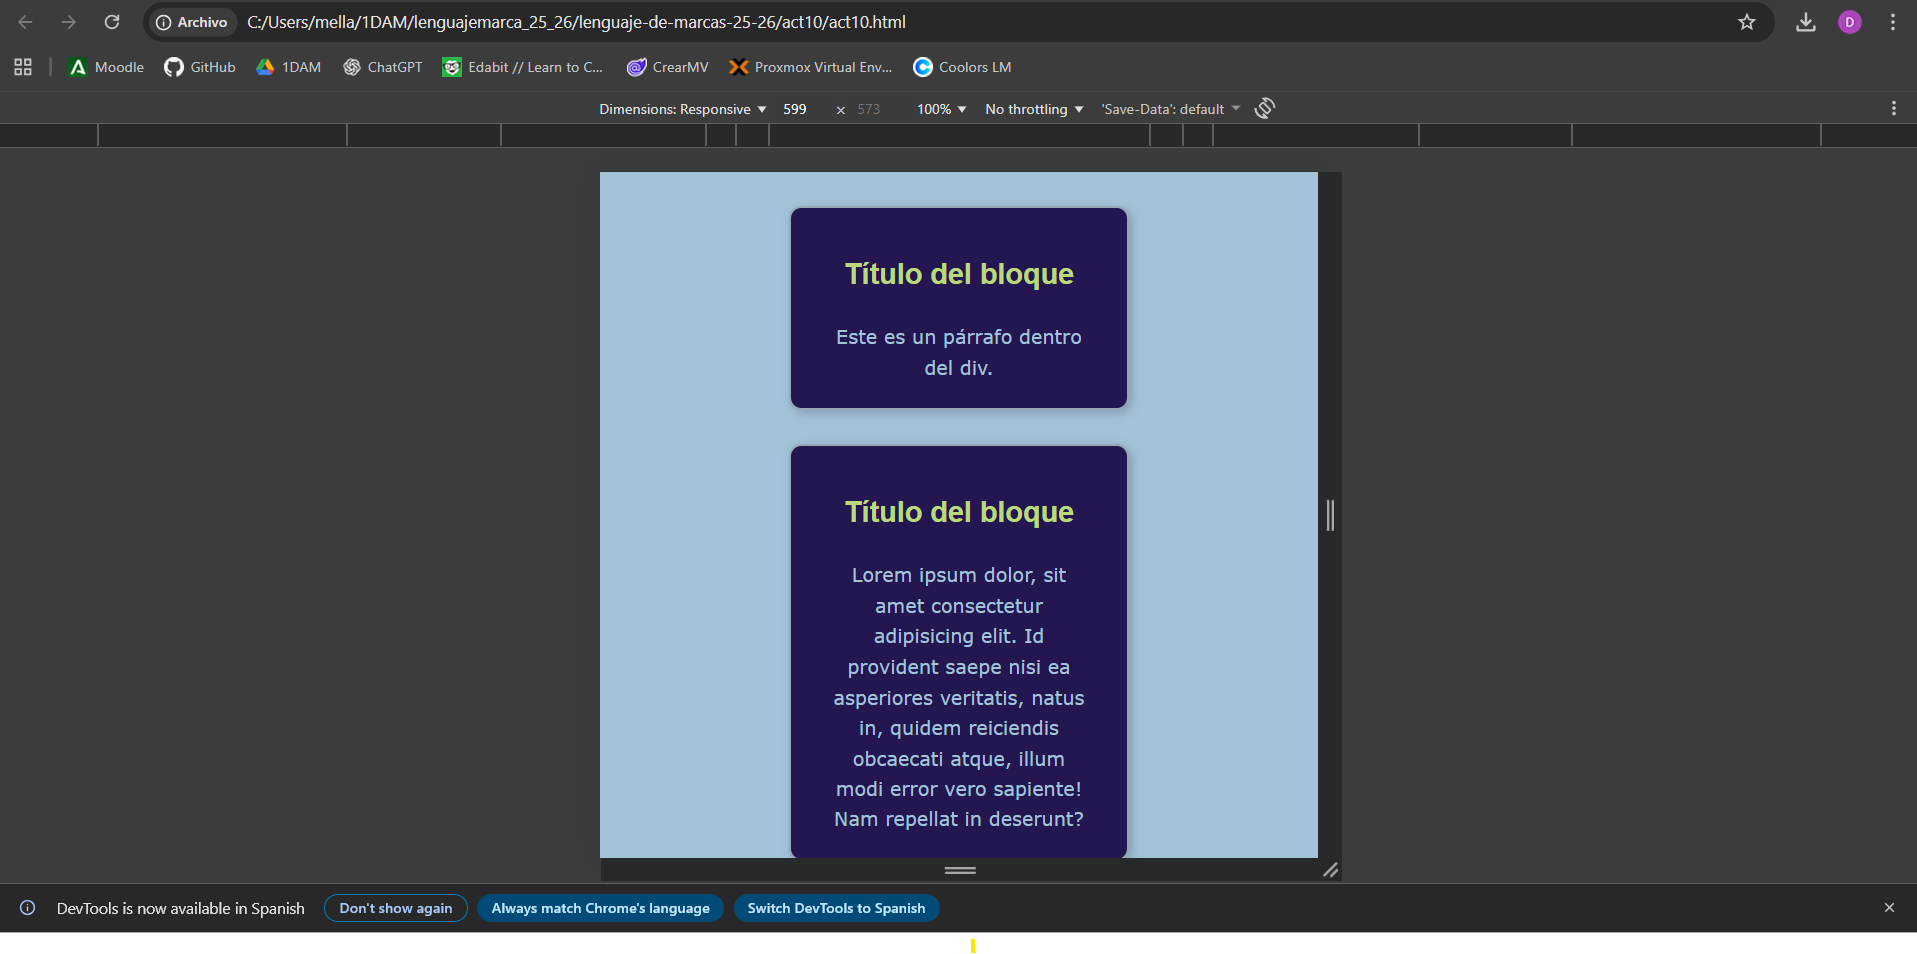 Archivo C:/Users/mella/1DAM/lenguajemarca_25_26/lenguaje-de-marcas-25-26/act10/act10.html D
Moodle GitHub 1DAM ChatGPT Edabit // Learn to C... CrearMV Proxmox Virtual Env... Coolors LM
Dimensions: Responsive 599 × 573 100% No throttling 'Save-Data': default
Título del bloque
Este es un párrafo dentro
del div.
Título del bloque
Lorem ipsum dolor, sit
amet consectetur
adipisicing elit. Id
provident saepe nisi ea
asperiores veritatis, natus
in, quidem reiciendis
obcaecati atque, illum
modi error vero sapiente!
Nam repellat in deserunt?
DevTools is now available in Spanish Don't show again Always match Chrome's language Switch DevTools to Spanish